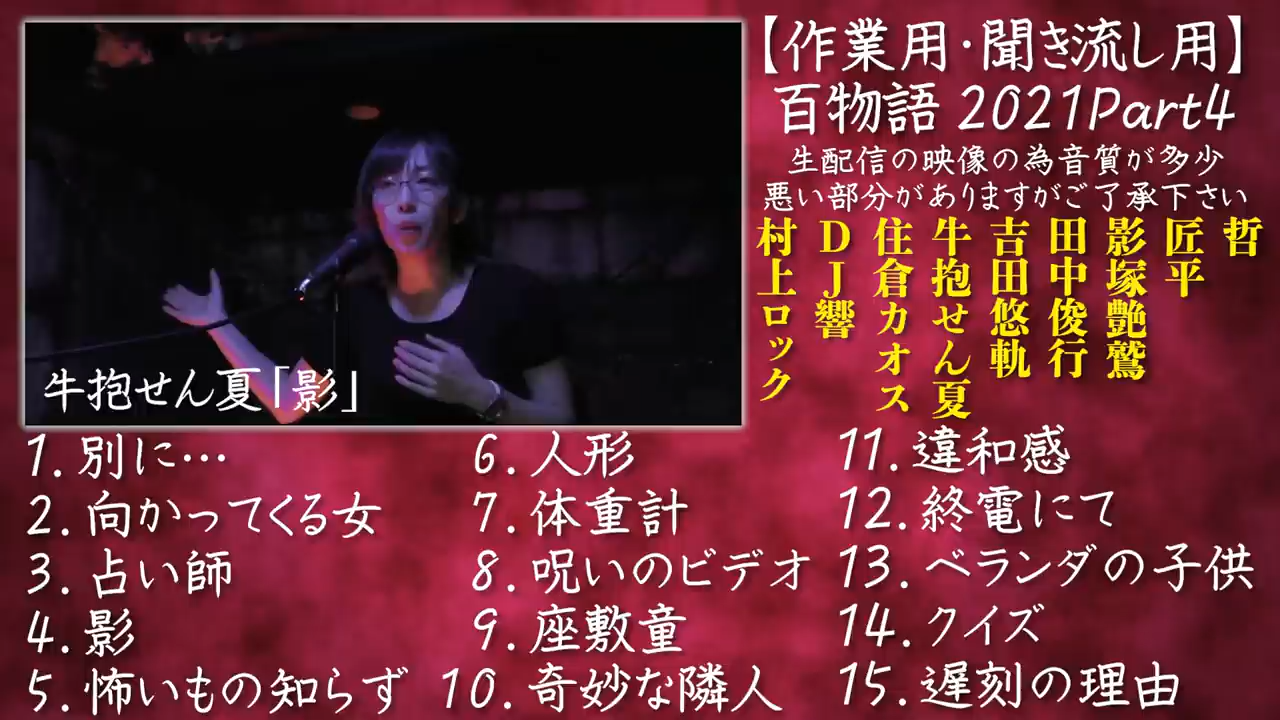 【作業用・聞き流し用】
百物語 2021Part4
生配信の映像の為音質が多少
悪い部分がありますがご了承下さい
哲
匠平
影塚艶鷲
田中俊行
吉田悠軌
牛抱せん夏
住倉カオス
DJ響
村上ロック
牛抱せん夏「影」
1.別に…
2.向かってくる女
3.占い師
4.影
5.怖いもの知らず
6.人形
7.体重計
8.呪いのビデオ
9.座敷童
10.奇妙な隣人
11.違和感
12.終電にて
13.ベランダの子供
14.クイズ
15.遅刻の理由